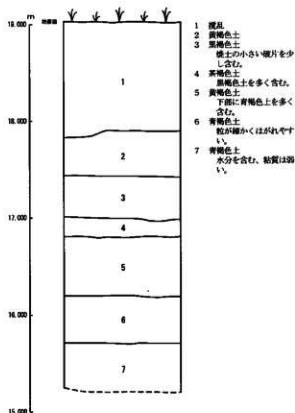 m
19.000
地表面
18.000
17.000
16.000
15.000
1
2
3
4
5
6
7
1 攪乱
2 黄褐色土
3 黒褐色土
焼土の小さい破片を少
し含む。
4 茶褐色土
黒褐色土を多く含む。
5 黄褐色土
下部に青褐色土を多く
含む。
6 青褐色土
粒が細かくはがれやす
い。
7 青褐色土
水分を含む、粘質は弱
い。